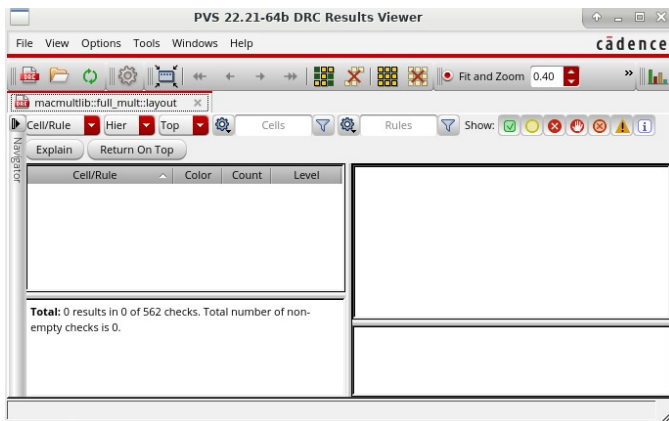 PVS 22.21-64b DRC Results Viewer
File View Options Tools Windows Help
cādence
Fit and Zoom 0.40 »
macmultlib::full_mult::layout ×
Cell/Rule Hier Top Cells Rules Show:
Navigator
Explain Return On Top
Cell/Rule Color Count Level
Total: 0 results in 0 of 562 checks. Total number of non-
empty checks is 0.